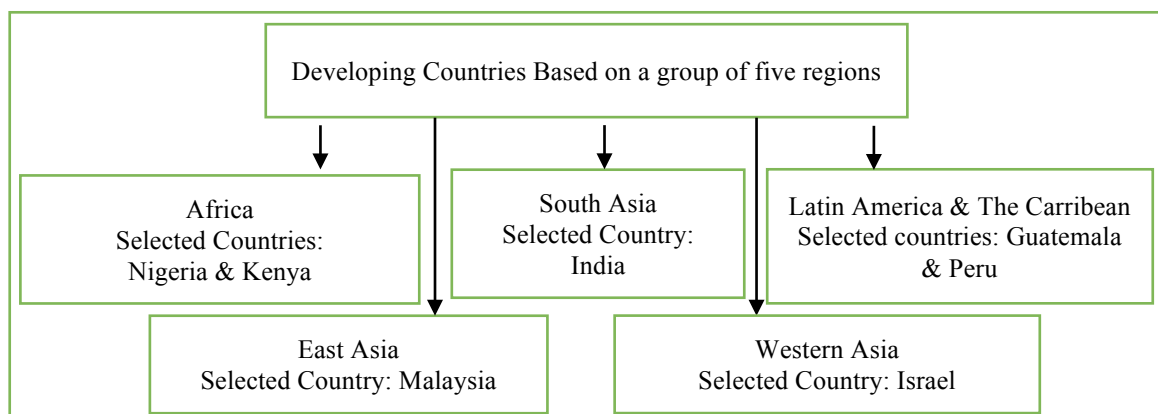 Developing Countries Based on a group of five regions
Africa
Selected Countries:
Nigeria & Kenya
South Asia
Selected Country:
India
Latin America & The Carribean
Selected countries: Guatemala
& Peru
East Asia
Selected Country: Malaysia
Western Asia
Selected Country: Israel